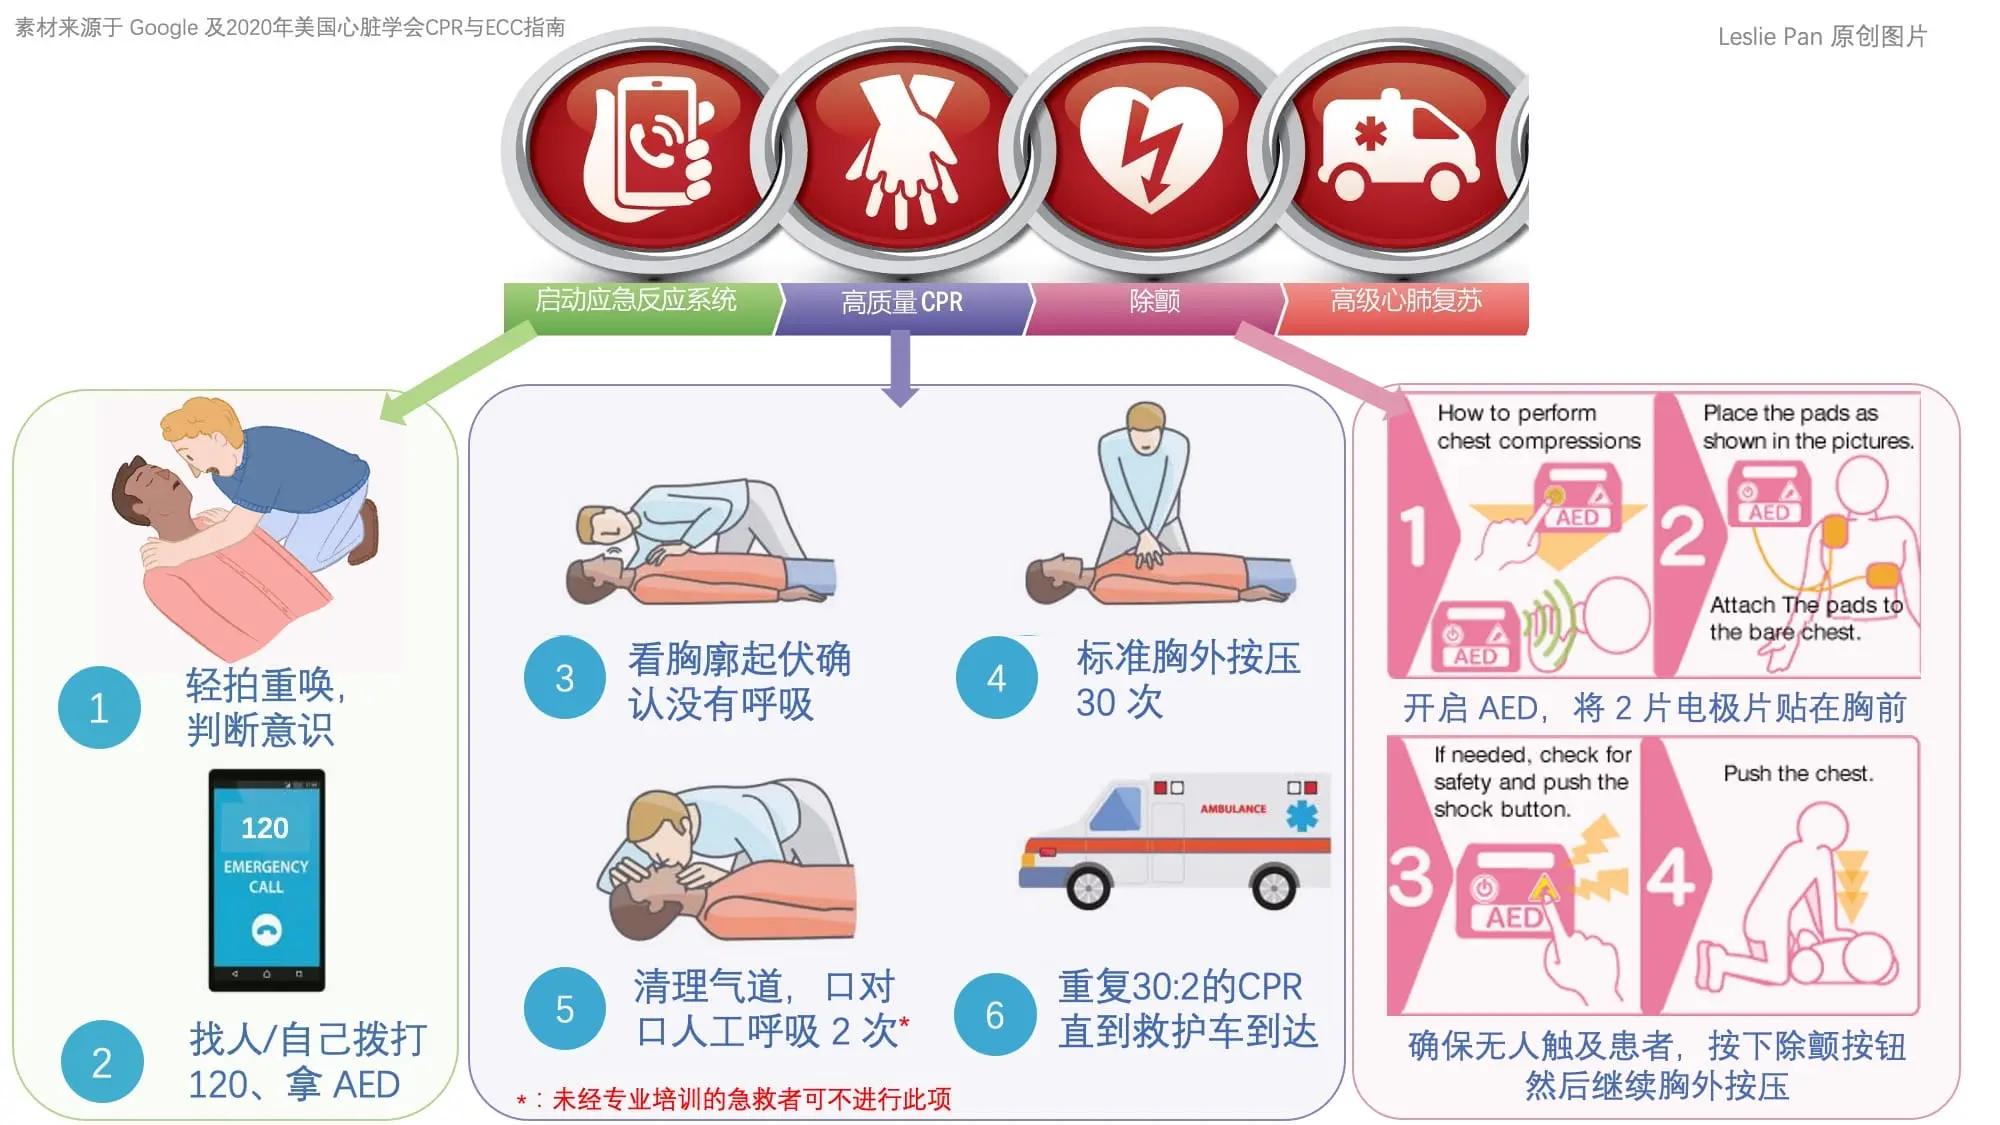 素材来源于 Google 及2020年美国心脏学会CPR与ECC指南
Leslie Pan 原创图片
启动应急反应系统
高质量 CPR
除颤
高级心肺复苏
1
轻拍重唤，
判断意识
120
EMERGENCY
CALL
2
找人/自己拨打
120、拿 AED
3
看胸廓起伏确
认没有呼吸
4
标准胸外按压
30 次
5
清理气道，口对
口人工呼吸 2 次*
AMBULANCE
6
重复30:2的CPR
直到救护车到达
*：未经专业培训的急救者可不进行此项
1
How to perform
chest compressions
AED
AED
2
Place the pads as
shown in the pictures.
AED
Attach The pads to
the bare chest.
开启 AED，将 2 片电极片贴在胸前
3
If needed, check for
safety and push the
shock button.
AED
4
Push the chest.
确保无人触及患者，按下除颤按钮
然后继续胸外按压